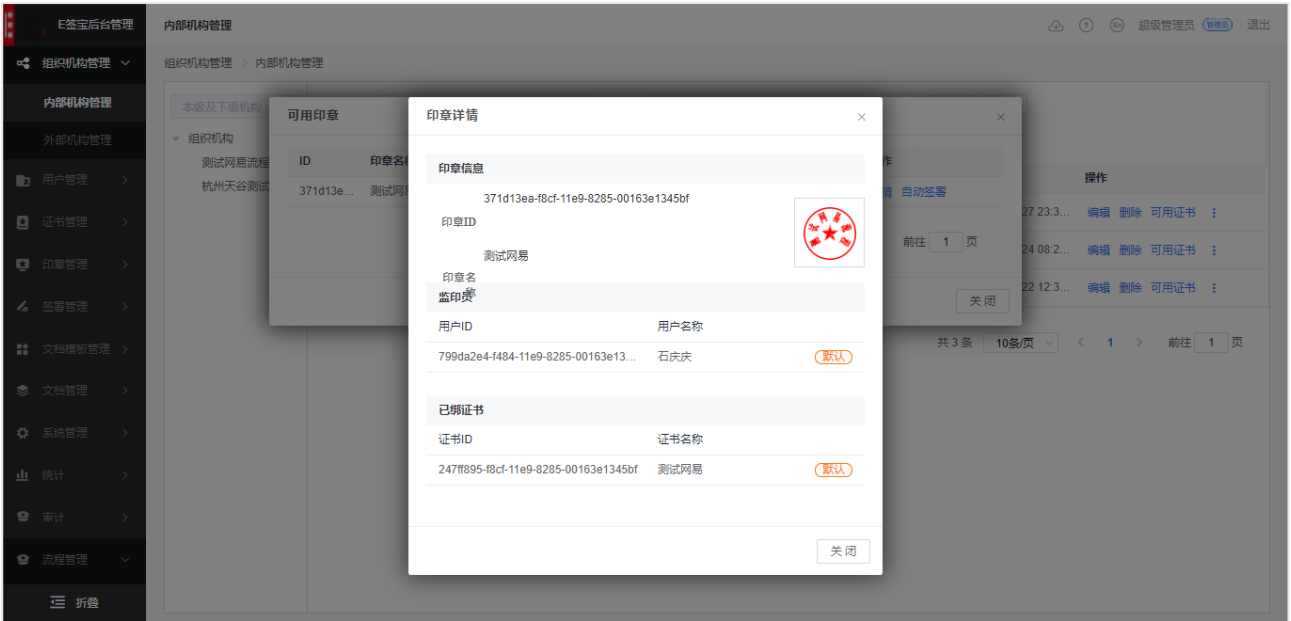 E签宝后台管理
内部机构管理
En 超级管理员 管理员 退出
组织机构管理
内部机构管理
外部机构管理
用户管理
证书管理
印章管理
签署管理
文档模板管理
文档管理
系统管理
统计
审计
流程管理
折叠
组织机构管理 > 内部机构管理
本级及下级机构
组织机构
测试网易流程
杭州天谷测试
可用印章
ID 印章名
371d13e... 测试网易
自动签署
前往 1 页
关闭
印章详情
印章信息
371d13ea-f8cf-11e9-8285-00163e1345bf
印章ID
测试网易
印章名
称
监印员
用户ID 用户名称
799da2e4-f484-11e9-8285-00163e13... 石庆庆 默认
已绑证书
证书ID 证书名称
247ff895-f8cf-11e9-8285-00163e1345bf 测试网易 默认
关闭
操作
27 23:3... 编辑 删除 可用证书
24 08:2... 编辑 删除 可用证书
22 12:3... 编辑 删除 可用证书
共 3 条 10条/页 < 1 > 前往 1 页